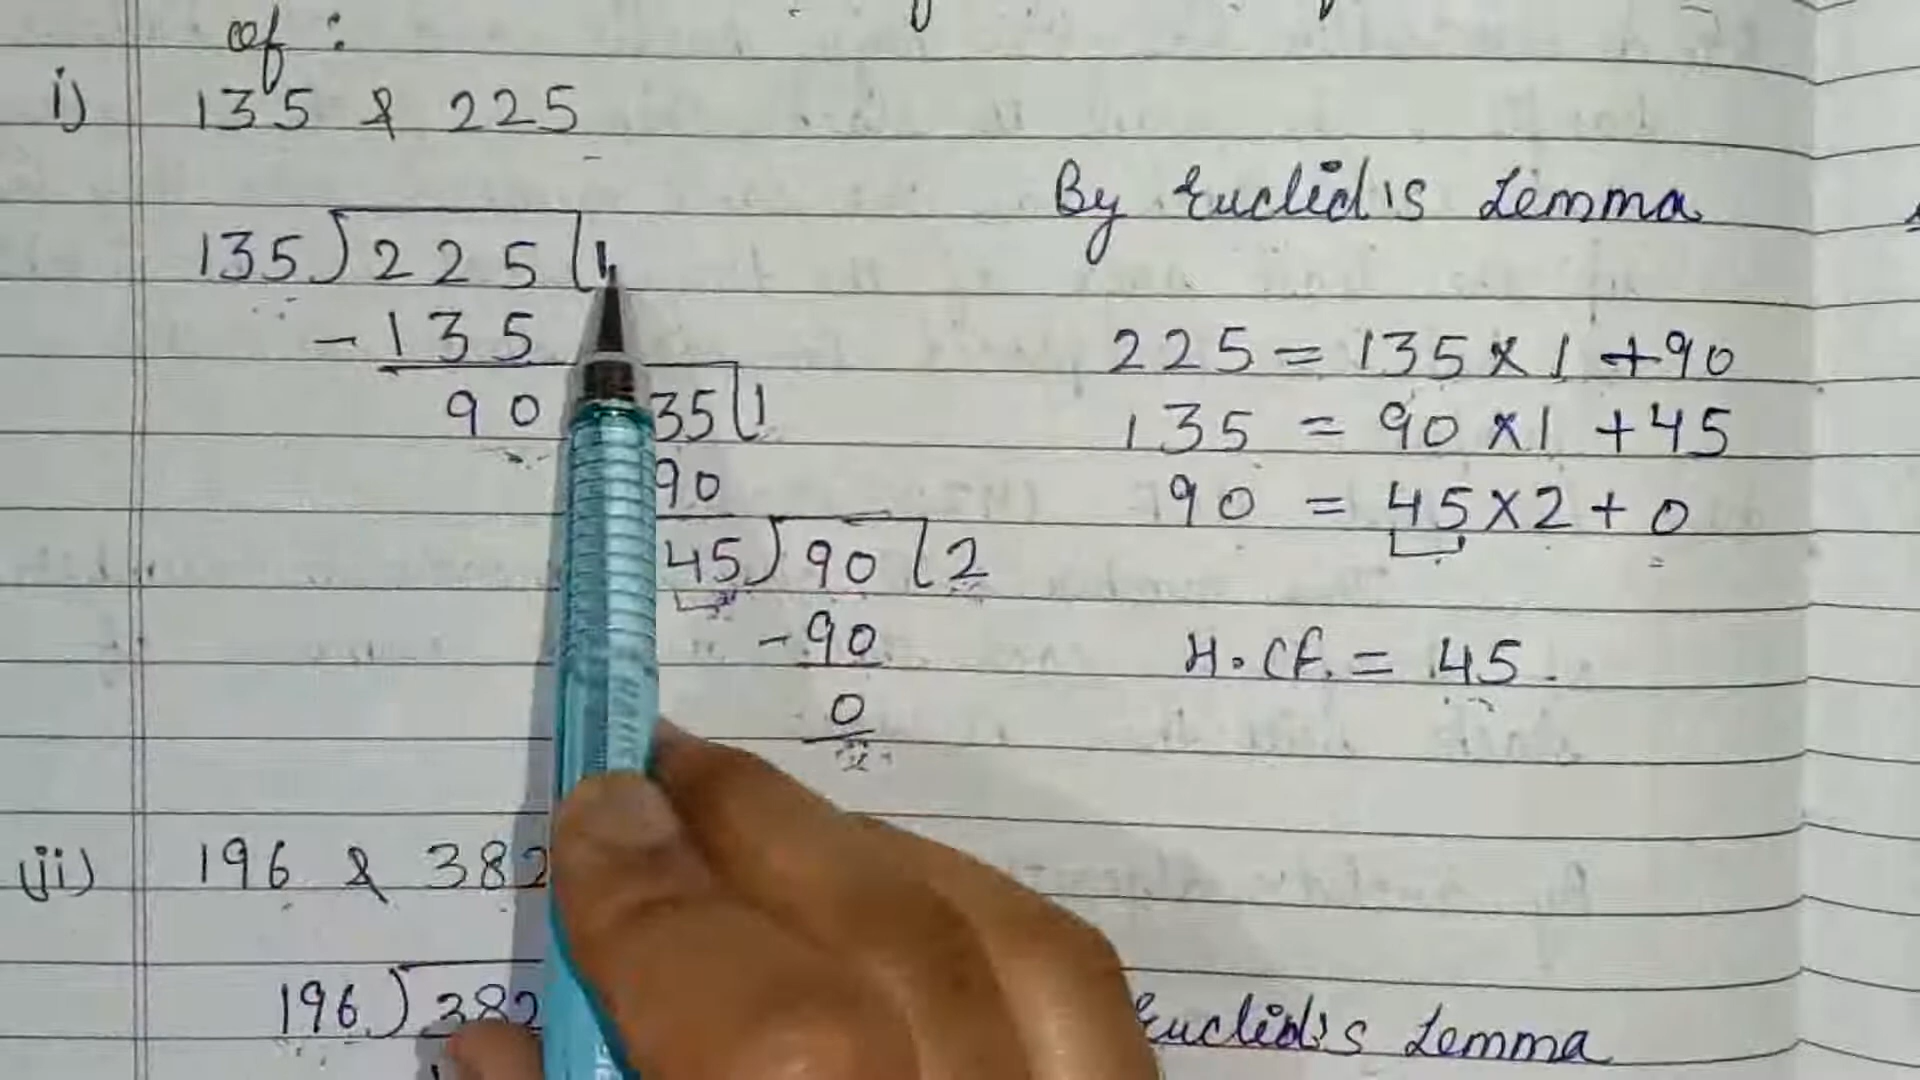 of :
i) 135 & 225
By Euclid's Lemma
135) 225 (1
- 135
90 35 (1
90
45) 90 (2
- 90
0
225 = 135 × 1 + 90
135 = 90 × 1 + 45
90 = 45 × 2 + 0
H.CF. = 45.
(ii) 196 & 382
196) 382
Euclid's Lemma